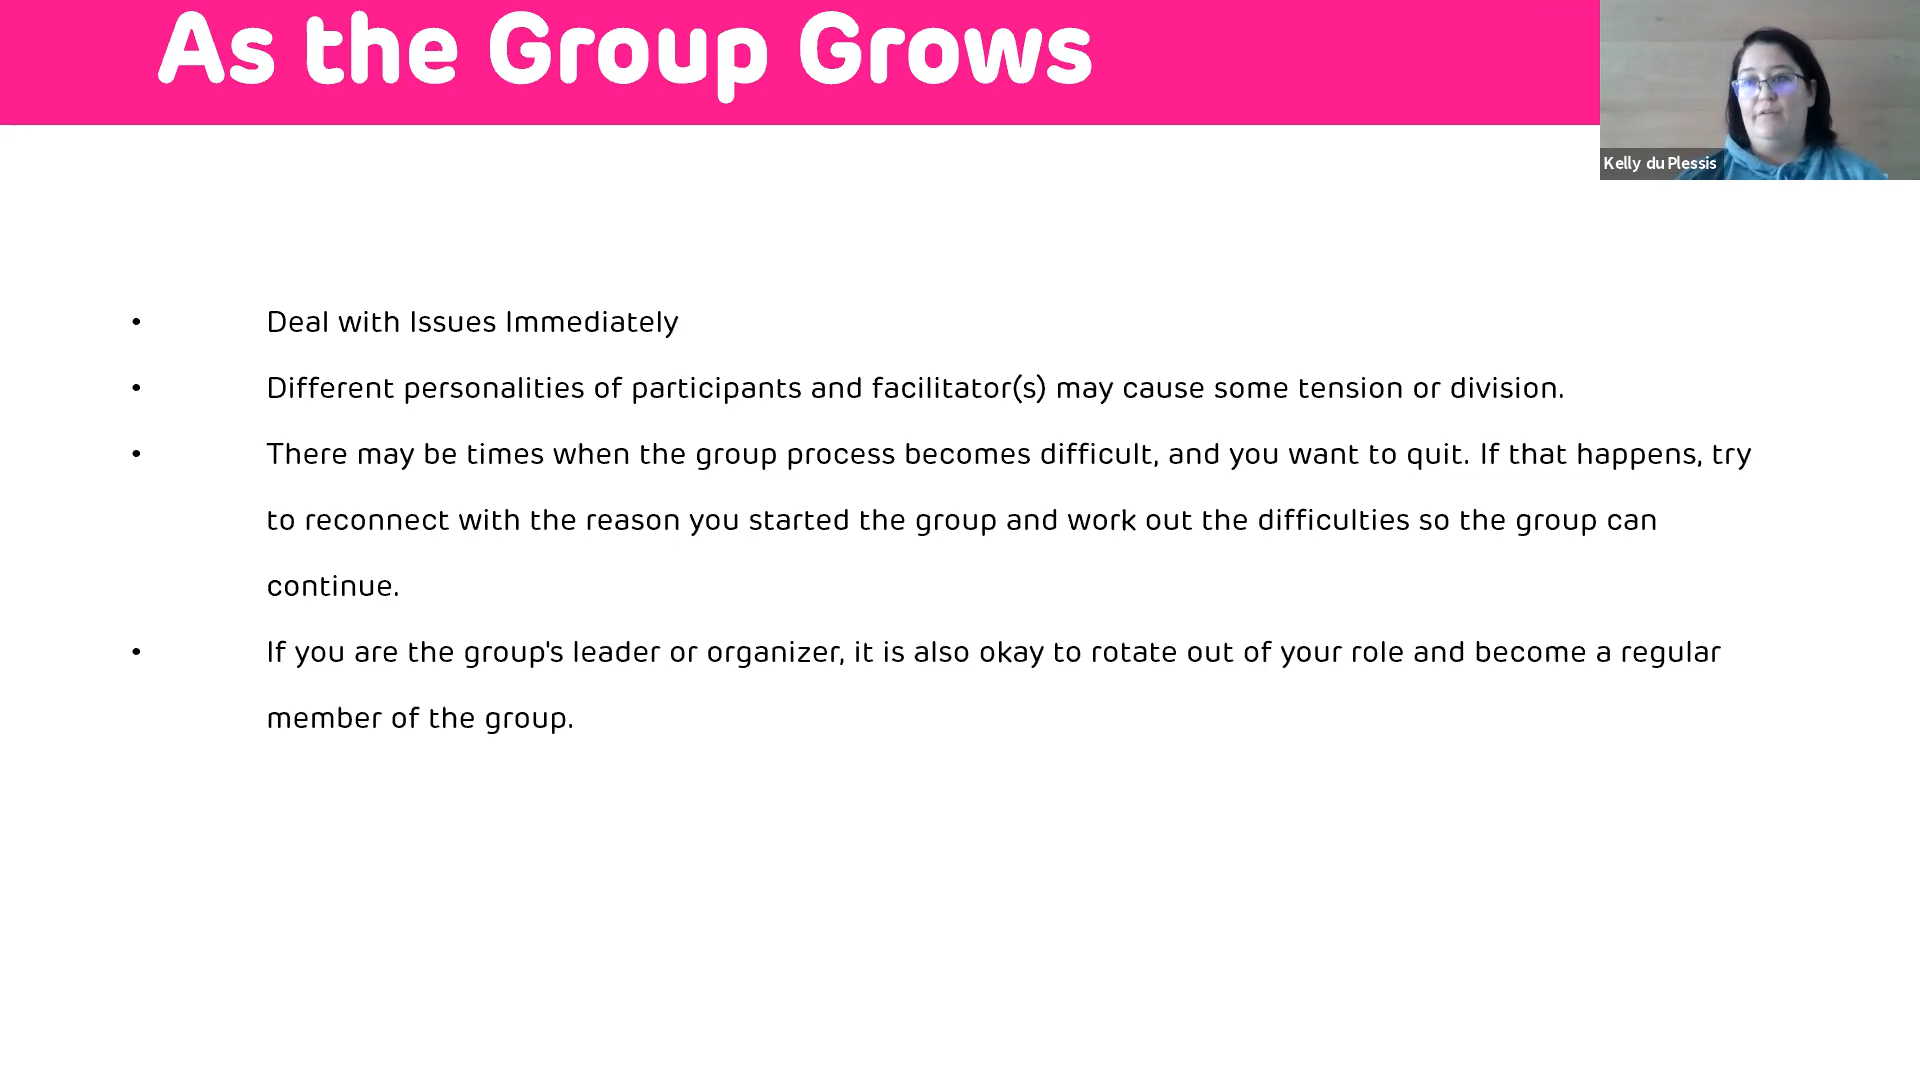 As the Group Grows
Kelly du Plessis
• Deal with Issues Immediately
• Different personalities of participants and facilitator(s) may cause some tension or division.
• There may be times when the group process becomes difficult, and you want to quit. If that happens, try
to reconnect with the reason you started the group and work out the difficulties so the group can
continue.
• If you are the group's leader or organizer, it is also okay to rotate out of your role and become a regular
member of the group.